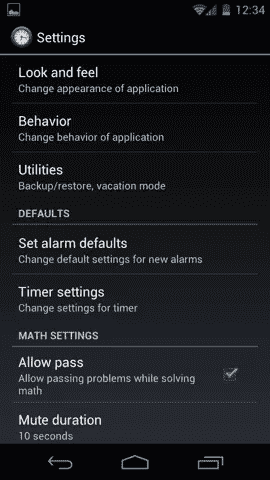 12:34
Settings
Look and feel
Change appearance of application
Behavior
Change behavior of application
Utilities
Backup/restore, vacation mode
DEFAULTS
Set alarm defaults
Change default settings for new alarms
Timer settings
Change settings for timer
MATH SETTINGS
Allow pass
Allow passing problems while solving
math
Mute duration
10 seconds